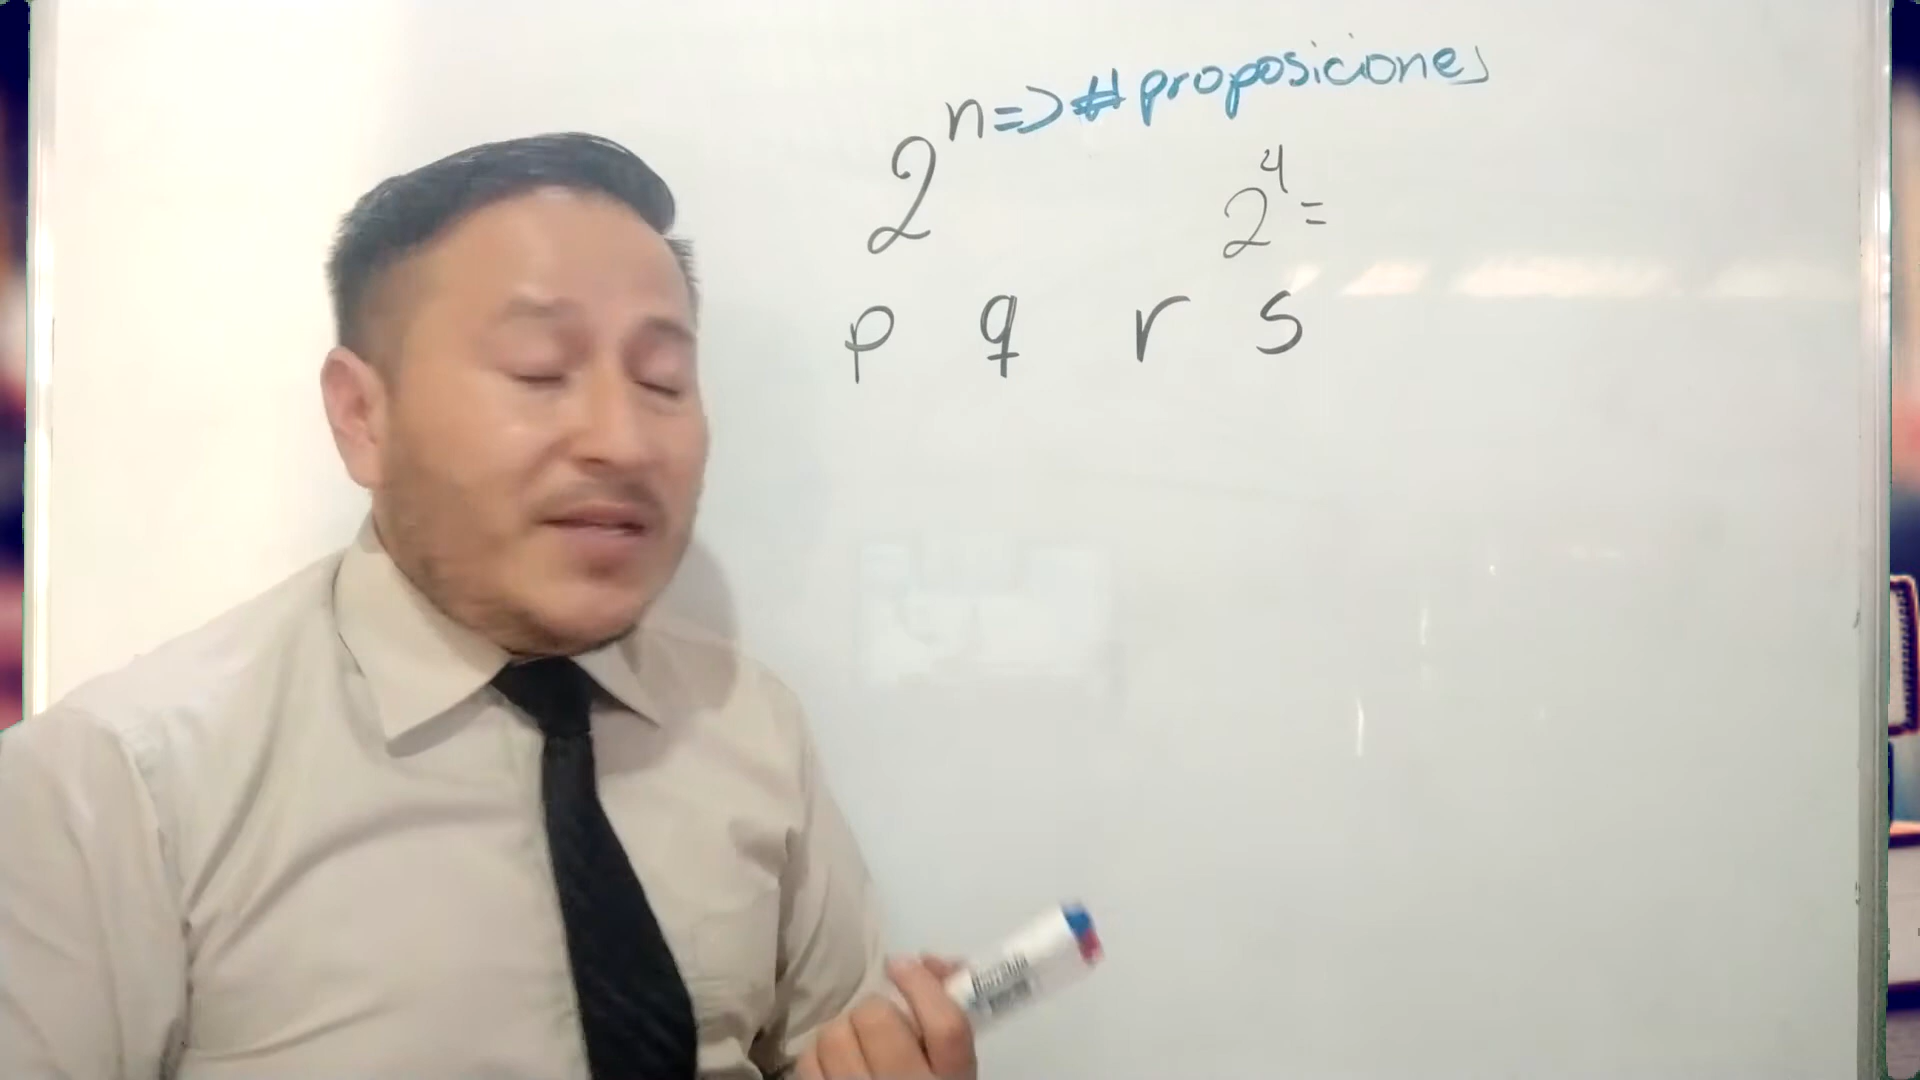 2^n => # proposiciones
2^4 =
p q r s